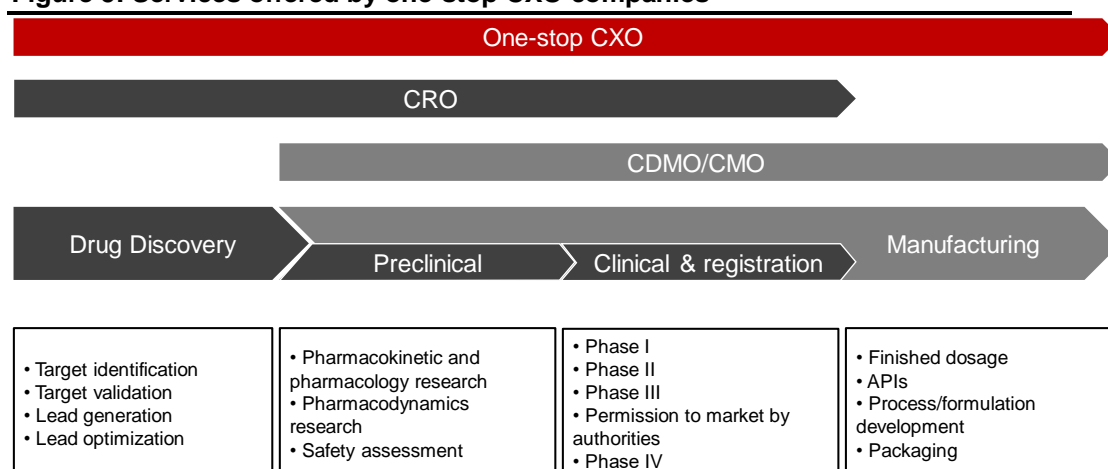 Figure 3: Services offered by one-stop CXO companies
One-stop CXO
CRO
CDMO/CMO
Drug Discovery
Preclinical
Clinical & registration
Manufacturing
• Target identification
• Target validation
• Lead generation
• Lead optimization
• Pharmacokinetic and
pharmacology research
• Pharmacodynamics
research
• Safety assessment
• Phase I
• Phase II
• Phase III
• Permission to market by
authorities
• Phase IV
• Finished dosage
• APIs
• Process/formulation
development
• Packaging